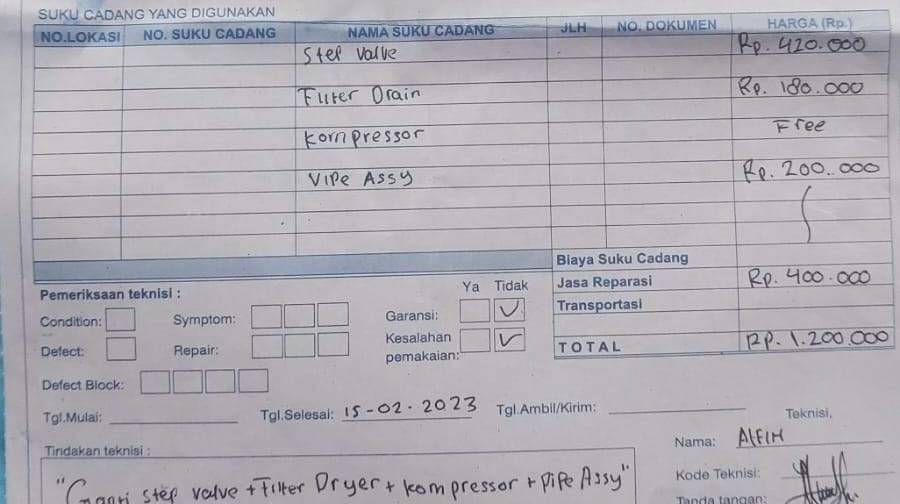 SUKU CADANG YANG DIGUNAKAN
NO.LOKASI NO. SUKU CADANG NAMA SUKU CADANG JLH NO. DOKUMEN HARGA (Rp.)
Step valve Rp. 420.000
Filter Drain Rp. 180.000
Kompressor Free
VIPe Assy Rp. 200.000
Biaya Suku Cadang
Jasa Reparasi Rp. 400.000
Transportasi
TOTAL RP. 1.200.000
Pemeriksaan teknisi :
Ya Tidak
Condition: Symptom: Garansi:
Defect: Repair: Kesalahan pemakaian:
Defect Block:
Tgl.Mulai: Tgl.Selesai: 15-02-2023 Tgl.Ambil/Kirim:
Teknisi,
Nama: AlFIN
Tindakan teknisi :
Kode Teknisi:
"Ganti step valve + Filter Dryer + kompressor + pipe Assy"
Tanda tangan: